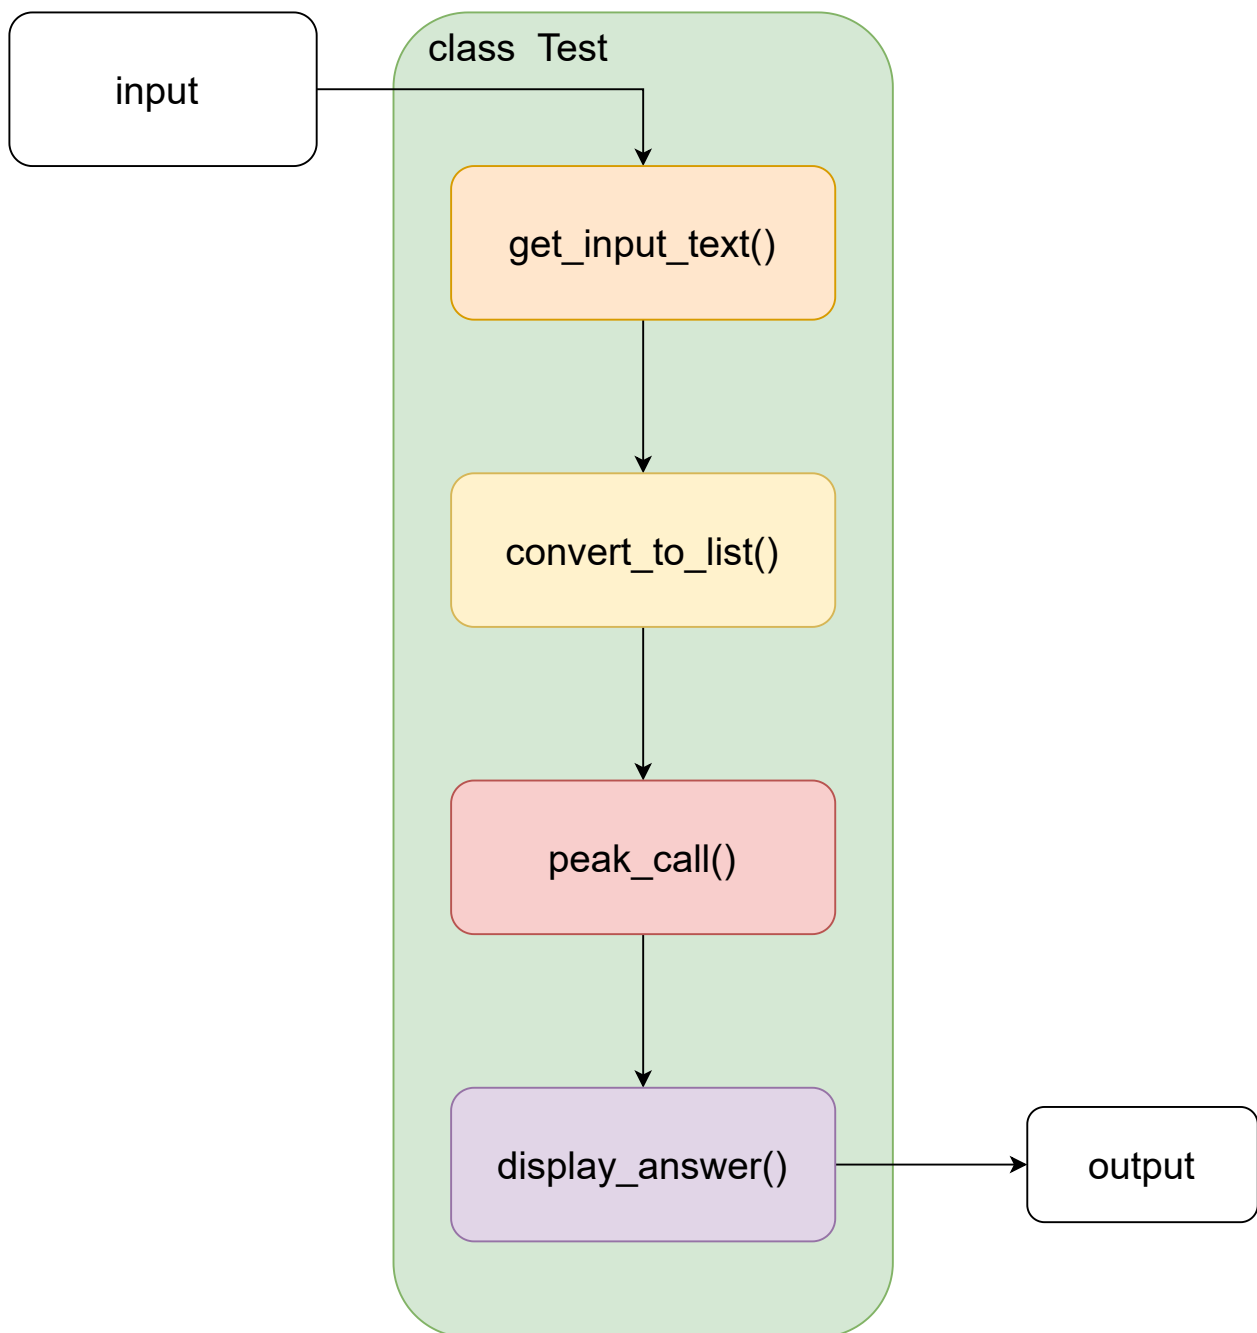 class  Test
input
get_input_text()
convert_to_list()
peak_call()
display_answer()
output